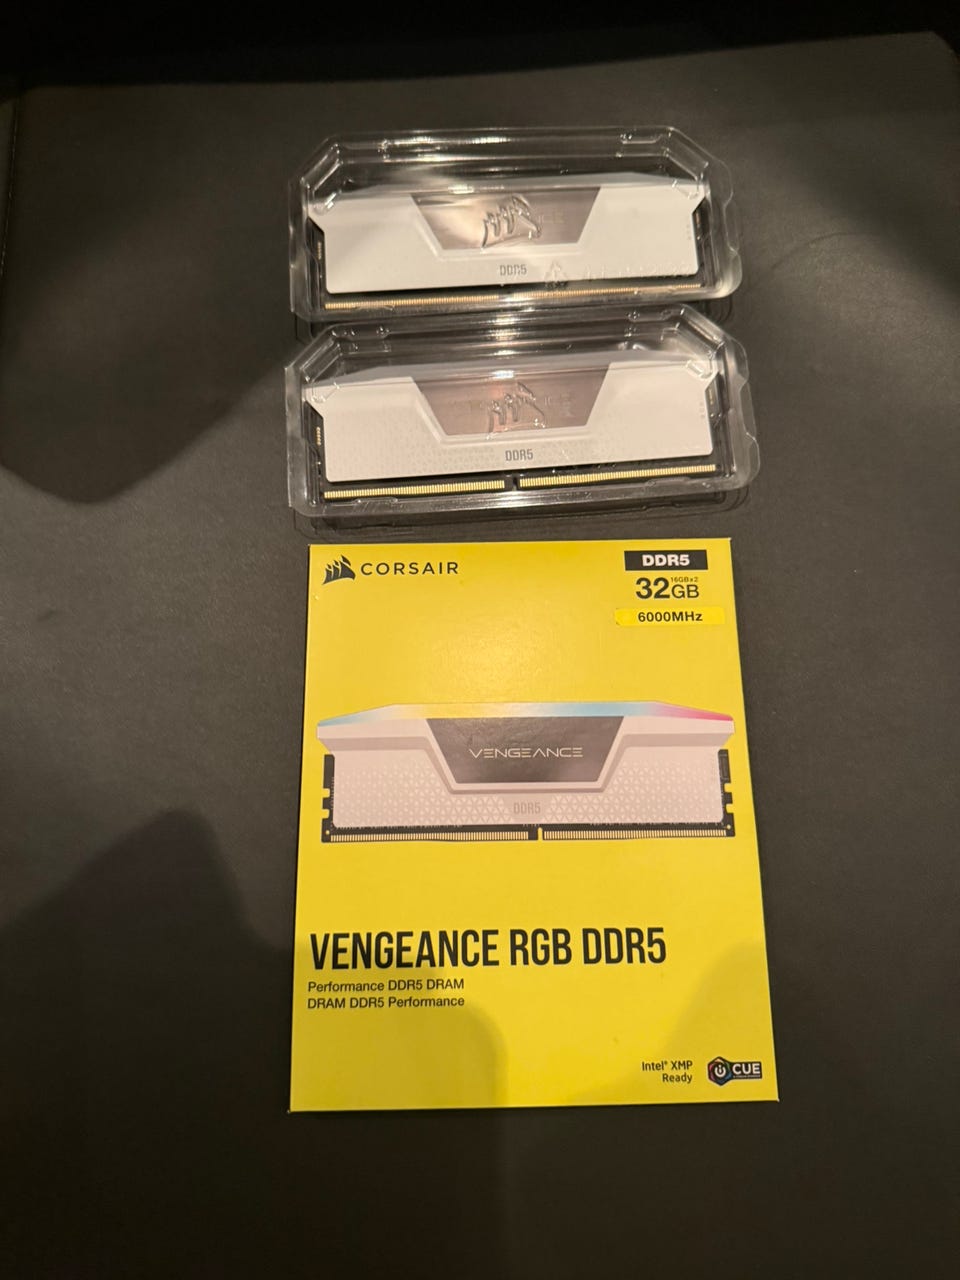 DDR5
DDR5
CORSAIR
DDR5
16GBx2
32GB
6000MHz
VENGEANCE
DDR5
VENGEANCE RGB DDR5
Performance DDR5 DRAM
DRAM DDR5 Performance
Intel® XMP
Ready
CUE